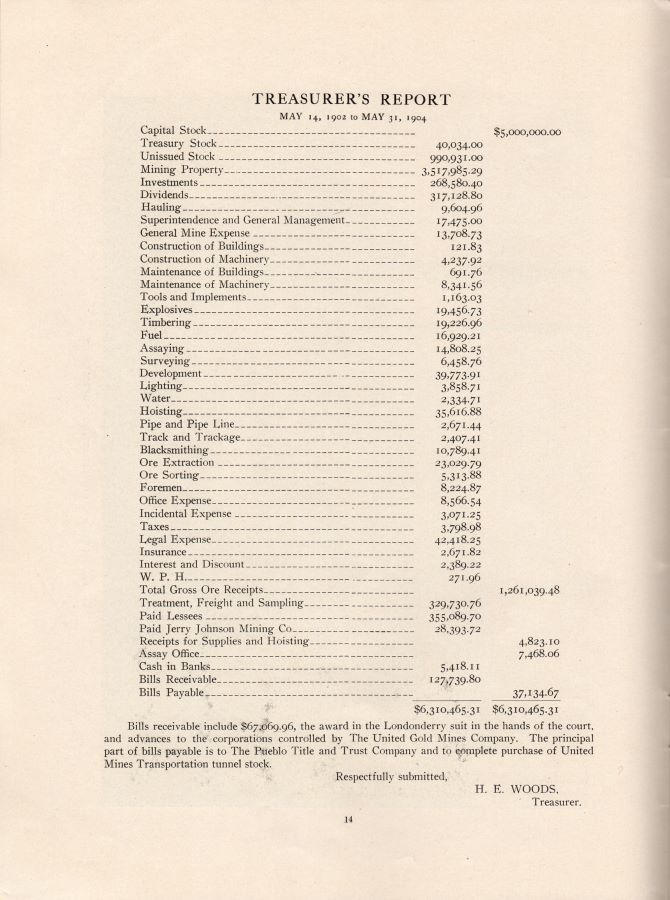 TREASURER'S REPORT
MAY 14, 1902 to MAY 31, 1904
Capital Stock $5,000,000.00
Treasury Stock 40,034.00
Unissued Stock 990,931.00
Mining Property 3,517,985.29
Investments 268,580.40
Dividends 317,128.80
Hauling 9,604.96
Superintendence and General Management 17,475.00
General Mine Expense 13,708.73
Construction of Buildings 121.83
Construction of Machinery 4,237.92
Maintenance of Buildings 691.76
Maintenance of Machinery 8,341.56
Tools and Implements 1,163.03
Explosives 19,456.73
Timbering 19,226.96
Fuel 16,929.21
Assaying 14,808.25
Surveying 6,458.76
Development 39,773.91
Lighting 3,858.71
Water 2,334.71
Hoisting 35,616.88
Pipe and Pipe Line 2,671.44
Track and Trackage 2,407.41
Blacksmithing 10,789.41
Ore Extraction 23,029.79
Ore Sorting 5,313.88
Foremen 8,224.87
Office Expense 8,566.54
Incidental Expense 3,071.25
Taxes 3,798.98
Legal Expense 42,418.25
Insurance 2,671.82
Interest and Discount 2,389.22
W. P. H. 271.96
Total Gross Ore Receipts 1,261,039.48
Treatment, Freight and Sampling 329,730.76
Paid Lessees 355,089.70
Paid Jerry Johnson Mining Co. 28,393.72
Receipts for Supplies and Hoisting 4,823.10
Assay Office 7,468.06
Cash in Banks 5,418.11
Bills Receivable 127,739.80
Bills Payable 37,134.67
$6,310,465.31 $6,310,465.31
Bills receivable include $67,069.96, the award in the Londonderry suit in the hands of the court,
and advances to the corporations controlled by The United Gold Mines Company. The principal
part of bills payable is to The Pueblo Title and Trust Company and to complete purchase of United
Mines Transportation tunnel stock.
Respectfully submitted,
H. E. WOODS,
Treasurer.
14